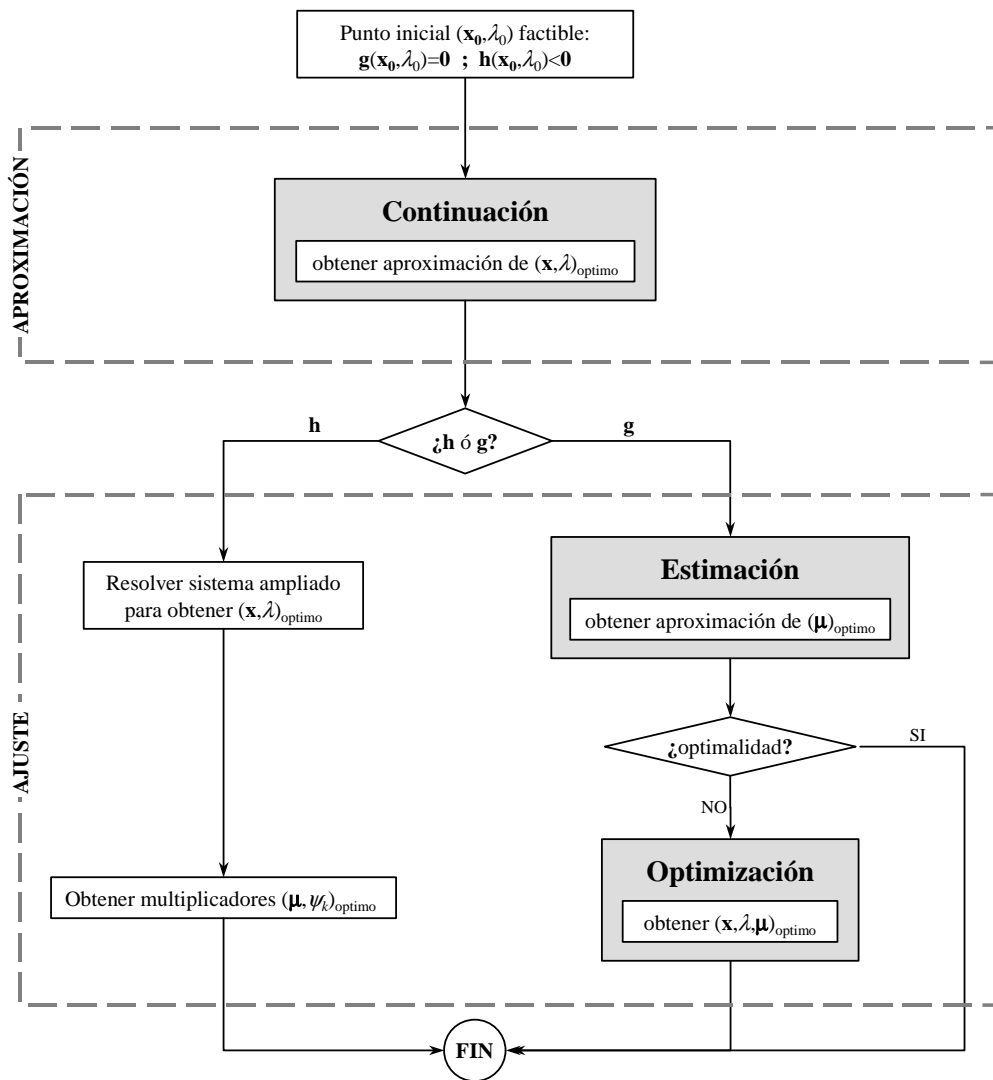 Punto inicial (x₀,λ₀) factible:
g(x₀,λ₀)=0 ; h(x₀,λ₀)<0
APROXIMACIÓN
Continuación
obtener aproximación de (x,λ)optimo
¿h ó g?
h
g
AJUSTE
Resolver sistema ampliado
para obtener (x,λ)optimo
Estimación
obtener aproximación de (μ)optimo
¿optimalidad?
SI
NO
Optimización
obtener (x,λ,μ)optimo
Obtener multiplicadores (μ,ψₖ)optimo
FIN